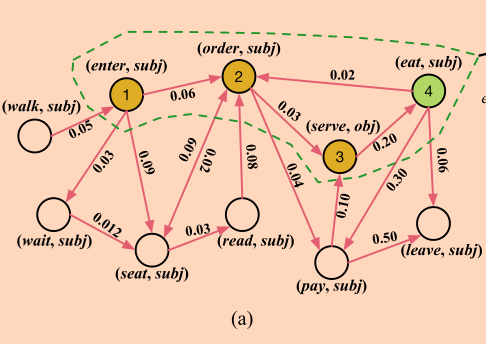 (order, subj)
(enter, subj)
(eat, subj)
2
0.02
1
0.06
4
(walk, subj)
0.05
0.03
(serve, obj)
0.20
3
0.03
0.09
0.09
0.02
0.08
0.04
0.30
0.06
0.10
0.012
0.03
0.50
(wait, subj)
(read, subj)
(leave, subj)
(seat, subj)
(pay, subj)
(a)